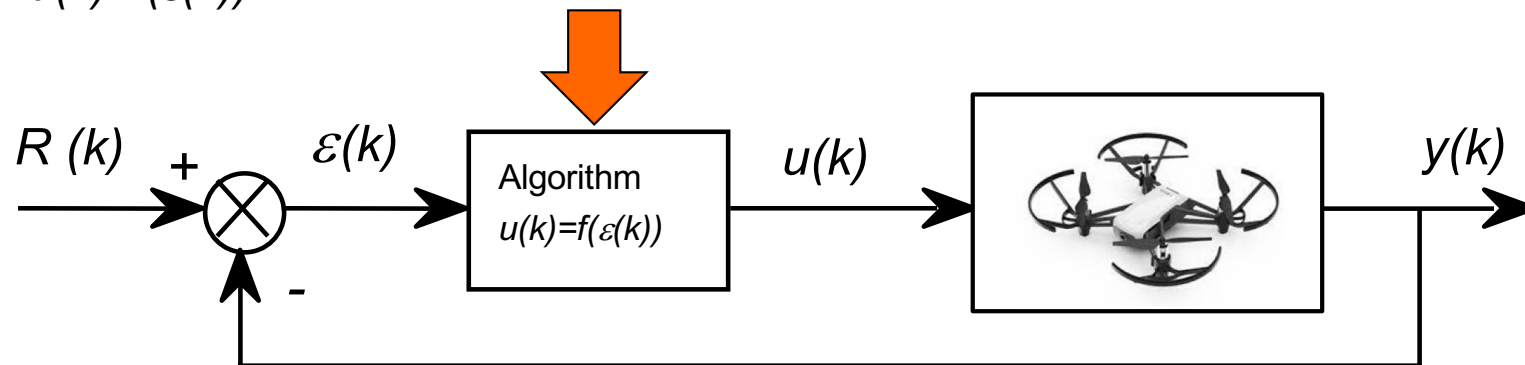 R (k)
+
ε(k)
Algorithm
u(k)=f(ε(k))
u(k)
y(k)
-